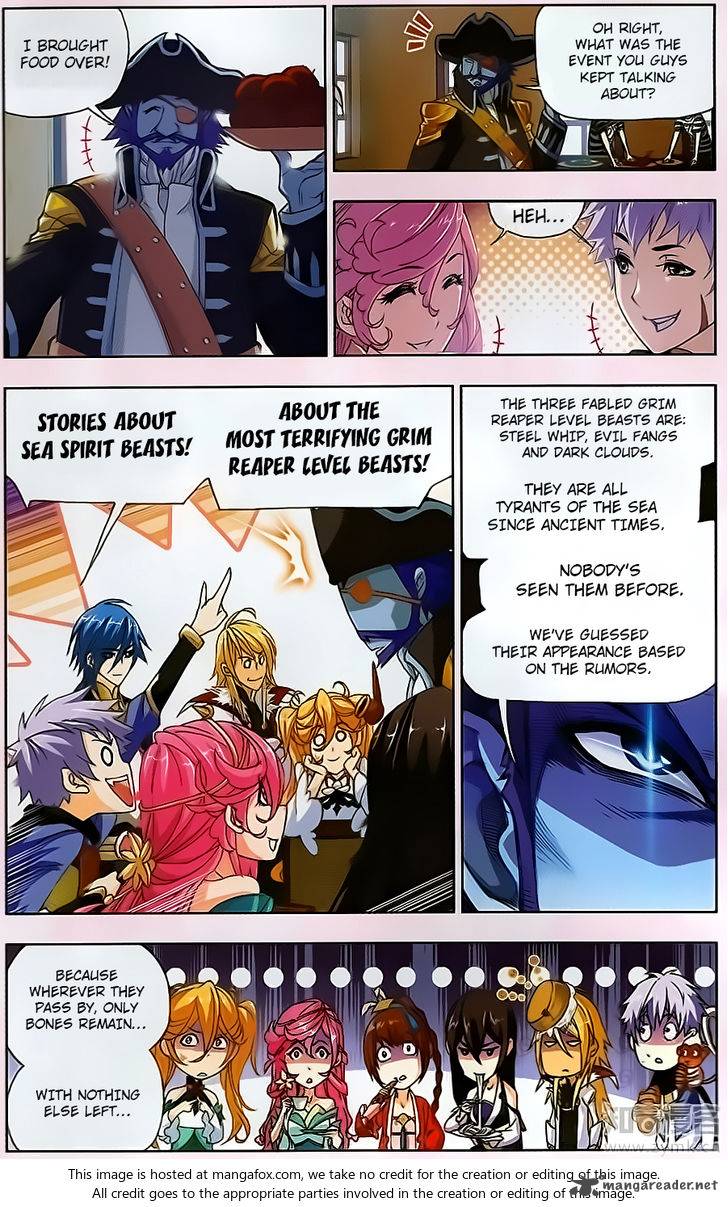 I BROUGHT
FOOD OVER!
OH RIGHT,
WHAT WAS THE
EVENT YOU GUYS
KEPT TALKING
ABOUT?
HEH...
STORIES ABOUT
SEA SPIRIT BEASTS!
ABOUT THE
MOST TERRIFYING GRIM
REAPER LEVEL BEASTS!
THE THREE FABLED GRIM
REAPER LEVEL BEASTS ARE:
STEEL WHIP, EVIL FANGS
AND DARK CLOUDS.
THEY ARE ALL
TYRANTS OF THE SEA
SINCE ANCIENT TIMES.
NOBODY'S
SEEN THEM BEFORE.
WE'VE GUESSED
THEIR APPEARANCE BASED
ON THE RUMORS.
BECAUSE
WHEREVER THEY
PASS BY, ONLY
BONES REMAIN...
WITH NOTHING
ELSE LEFT...
www.zymk.cn
This image is hosted at mangafox.com, we take no credit for the creation or editing of this image.
All credit goes to the appropriate parties involved in the creation or editing of this image.
mangareader.net